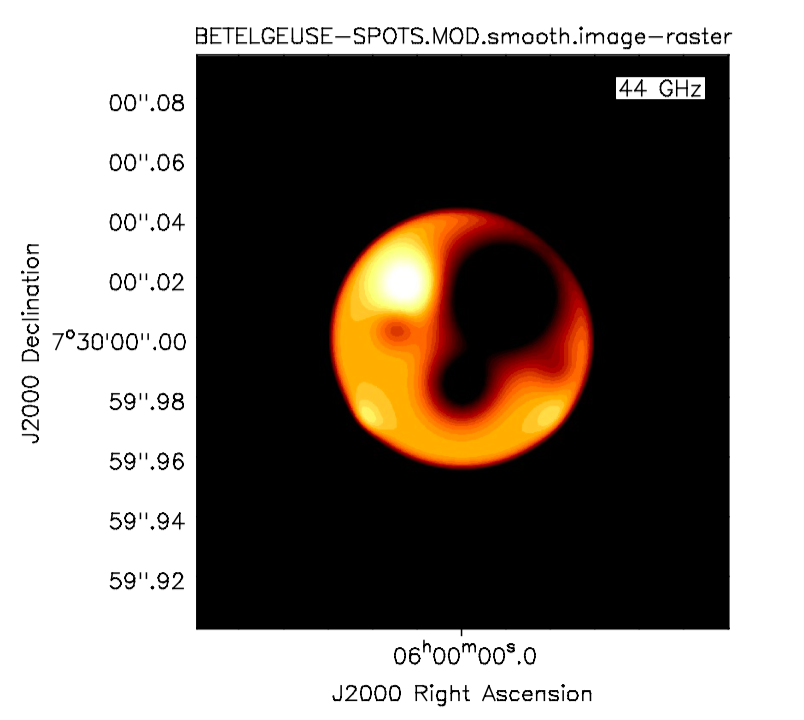 BETELGEUSE-SPOTS.MOD.smooth.image-raster
44 GHz
00".08
00".06
00".04
00".02
7°30'00".00
59".98
59".96
59".94
59".92
J2000 Declination
06h00m00s.0
J2000 Right Ascension